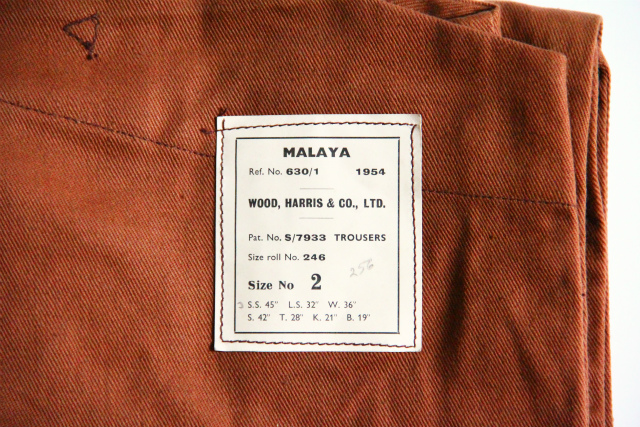 MALAYA
Ref. No. 630/1 1954
WOOD, HARRIS & CO., LTD.
Pat. No. S/7933 TROUSERS
Size roll No. 246
256
Size No 2
S.S. 45" L.S. 32" W. 36"
S. 42" T. 28" K. 21" B. 19"